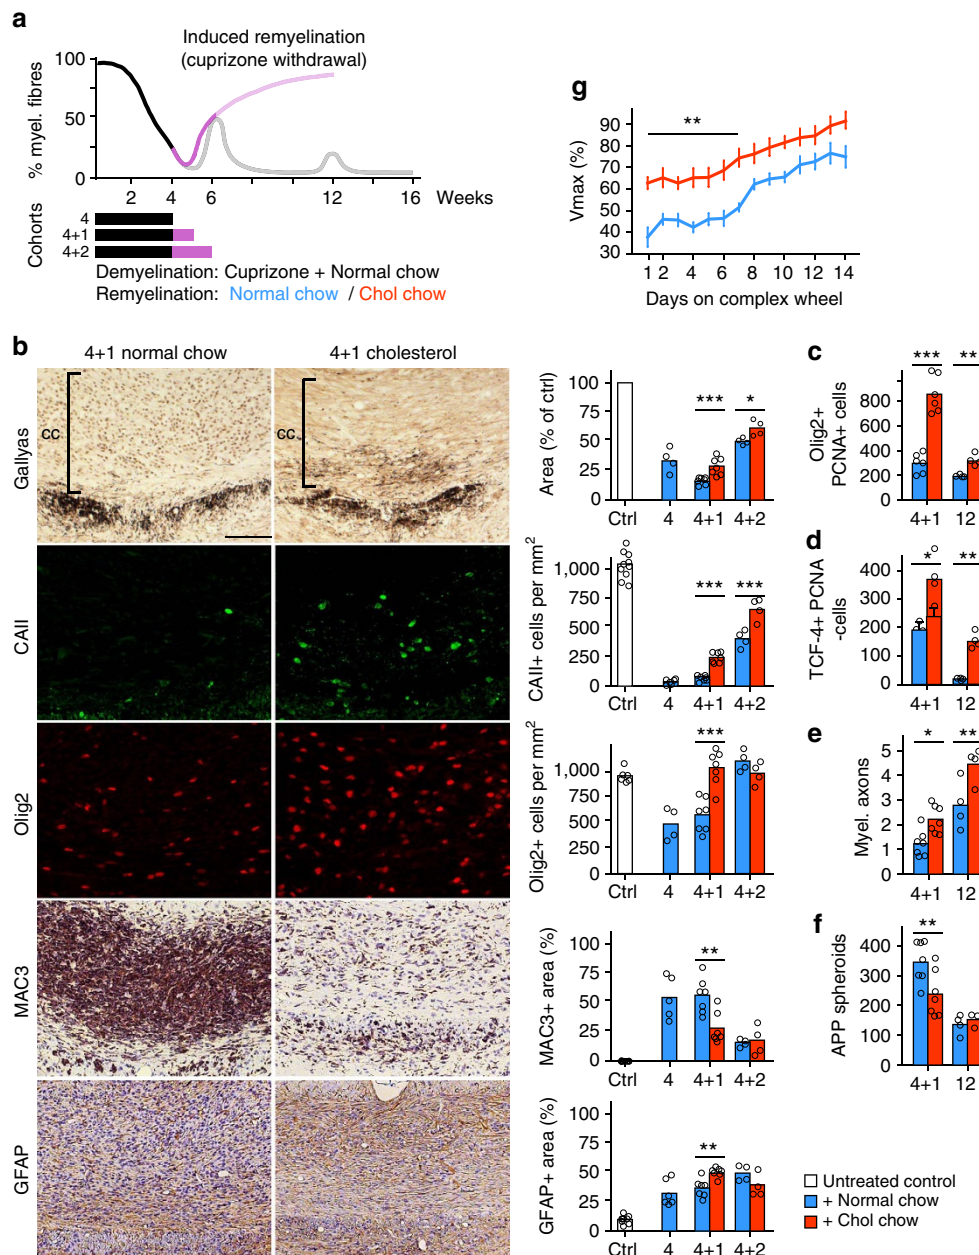 a
Induced remyelination
(cuprizone withdrawal)
% myel. fibres
100
50
0
2 4 6 8 10 12 14 16 Weeks
Cohorts
4
4+1
4+2
Demyelination: Cuprizone + Normal chow
Remyelination: Normal chow / Chol chow
g
**
Vmax (%)
90
80
70
60
50
40
30
1 2 4 6 8 10 12 14
Days on complex wheel
b
4+1 normal chow
4+1 cholesterol
Gallyas
cc
cc
CAII
Olig2
MAC3
GFAP
Area (% of ctrl)
100
75
50
25
0
***
*
Ctrl 4 4+1 4+2
CAII+ cells per mm²
1,000
750
500
250
0
***
***
Ctrl 4 4+1 4+2
Olig2+ cells per mm²
1,000
750
500
250
0
***
Ctrl 4 4+1 4+2
MAC3+ area (%)
100
75
50
25
0
**
Ctrl 4 4+1 4+2
GFAP+ area (%)
100
75
50
25
0
**
Ctrl 4 4+1 4+2
c
***
**
Olig2+
PCNA+ cells
800
600
400
200
0
4+1 12
d
*
**
TCF-4+ PCNA
-cells
400
300
200
100
0
4+1 12
e
*
**
Myel. axons
5
4
3
2
1
0
4+1 12
f
**
APP spheroids
400
300
200
100
0
4+1 12
Untreated control
+ Normal chow
+ Chol chow